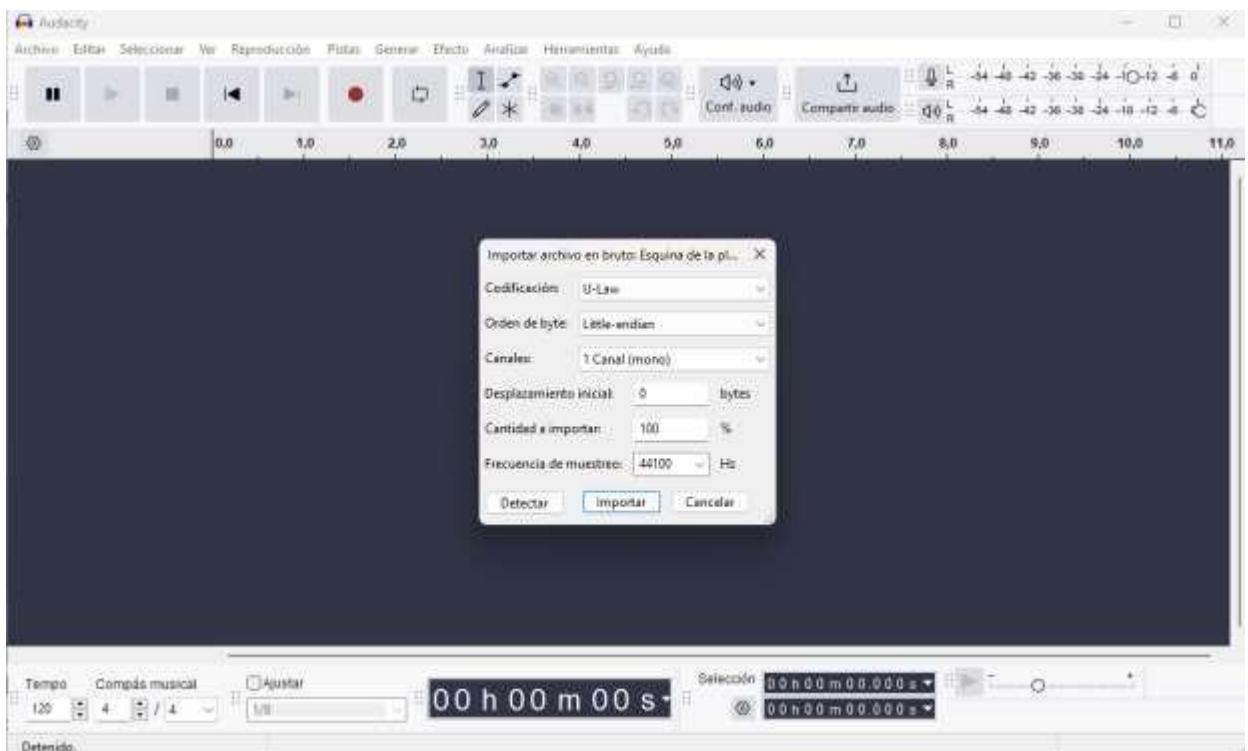 Audacity
Archivo Editar Seleccionar Ver Reproducción Pistas Generar Efecto Analizar Herramientas Ayuda
Conf. audio
Compartir audio
L R -54 -48 -42 -36 -30 -24 -12 -6 0
L R -54 -48 -42 -36 -30 -24 -18 -12 -6
0,0 1,0 2,0 3,0 4,0 5,0 6,0 7,0 8,0 9,0 10,0 11,0
Importar archivo en bruto: Esquina de la pl...
Codificación: U-Law
Orden de byte: Little-endian
Canales: 1 Canal (mono)
Desplazamiento inicial: 0 bytes
Cantidad a importar: 100 %
Frecuencia de muestreo: 44100 Hz
Detectar Importar Cancelar
Tempo Compás musical Ajustar
120 4 / 4 1/8
00 h 00 m 00 s
Selección 00 h 00 m 00.000 s
00 h 00 m 00.000 s
Detenido.